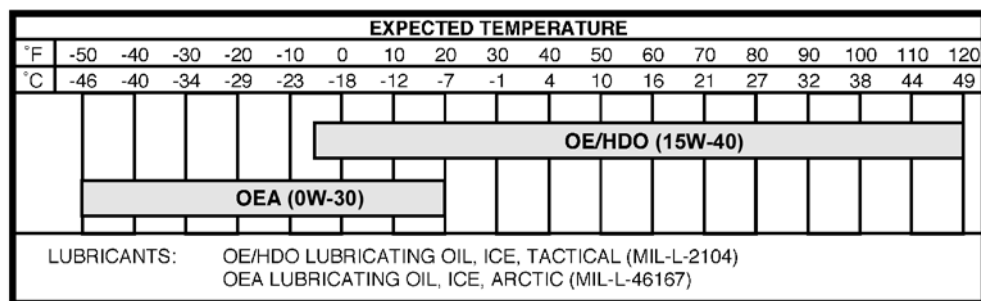 EXPECTED TEMPERATURE
°F -50 -40 -30 -20 -10 0 10 20 30 40 50 60 70 80 90 100 110 120
°C -46 -40 -34 -29 -23 -18 -12 -7 -1 4 10 16 21 27 32 38 44 49
OE/HDO (15W-40)
OEA (0W-30)
LUBRICANTS: OE/HDO LUBRICATING OIL, ICE, TACTICAL (MIL-L-2104)
OEA LUBRICATING OIL, ICE, ARCTIC (MIL-L-46167)